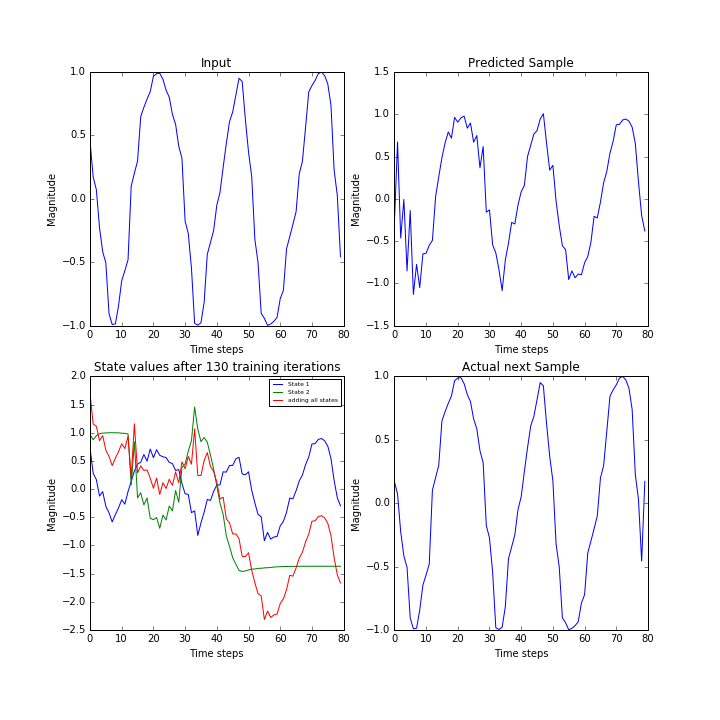 Input
Magnitude
1.0
0.5
0.0
−0.5
−1.0
0 10 20 30 40 50 60 70 80
Time steps
Predicted Sample
Magnitude
1.5
1.0
0.5
0.0
−0.5
−1.0
−1.5
0 10 20 30 40 50 60 70 80
Time steps
State values after 130 training iterations
Magnitude
2.0
1.5
1.0
0.5
0.0
−0.5
−1.0
−1.5
−2.0
−2.5
State 1
State 2
adding all states
0 10 20 30 40 50 60 70 80
Time steps
Actual next Sample
Magnitude
1.0
0.5
0.0
−0.5
−1.0
0 10 20 30 40 50 60 70 80
Time steps